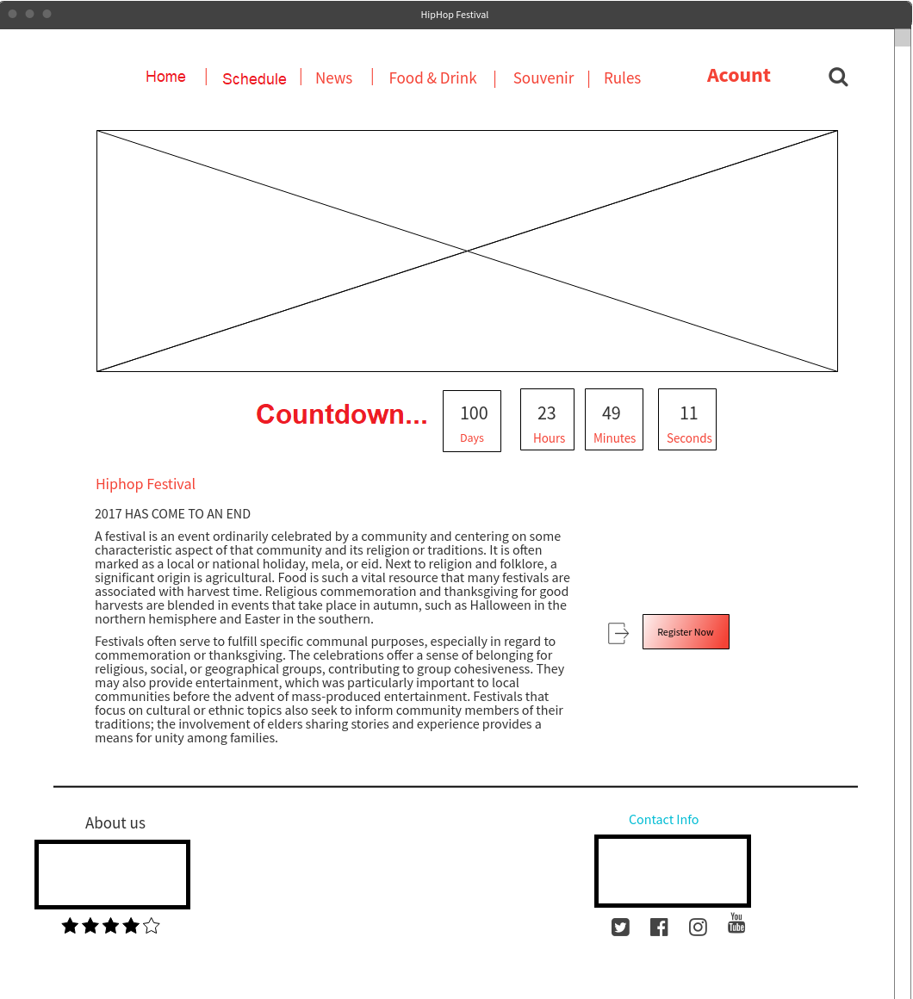 HipHop Festival
Home | Schedule | News | Food & Drink | Souvenir | Rules
Acount
Countdown...
100
Days
23
Hours
49
Minutes
11
Seconds
Hiphop Festival
2017 HAS COME TO AN END
A festival is an event ordinarily celebrated by a community and centering on some
characteristic aspect of that community and its religion or traditions. It is often
marked as a local or national holiday, mela, or eid. Next to religion and folklore, a
significant origin is agricultural. Food is such a vital resource that many festivals are
associated with harvest time. Religious commemoration and thanksgiving for good
harvests are blended in events that take place in autumn, such as Halloween in the
northern hemisphere and Easter in the southern.
Festivals often serve to fulfill specific communal purposes, especially in regard to
commemoration or thanksgiving. The celebrations offer a sense of belonging for
religious, social, or geographical groups, contributing to group cohesiveness. They
may also provide entertainment, which was particularly important to local
communities before the advent of mass-produced entertainment. Festivals that
focus on cultural or ethnic topics also seek to inform community members of their
traditions; the involvement of elders sharing stories and experience provides a
means for unity among families.
Register Now
About us
Contact Info
You
Tube